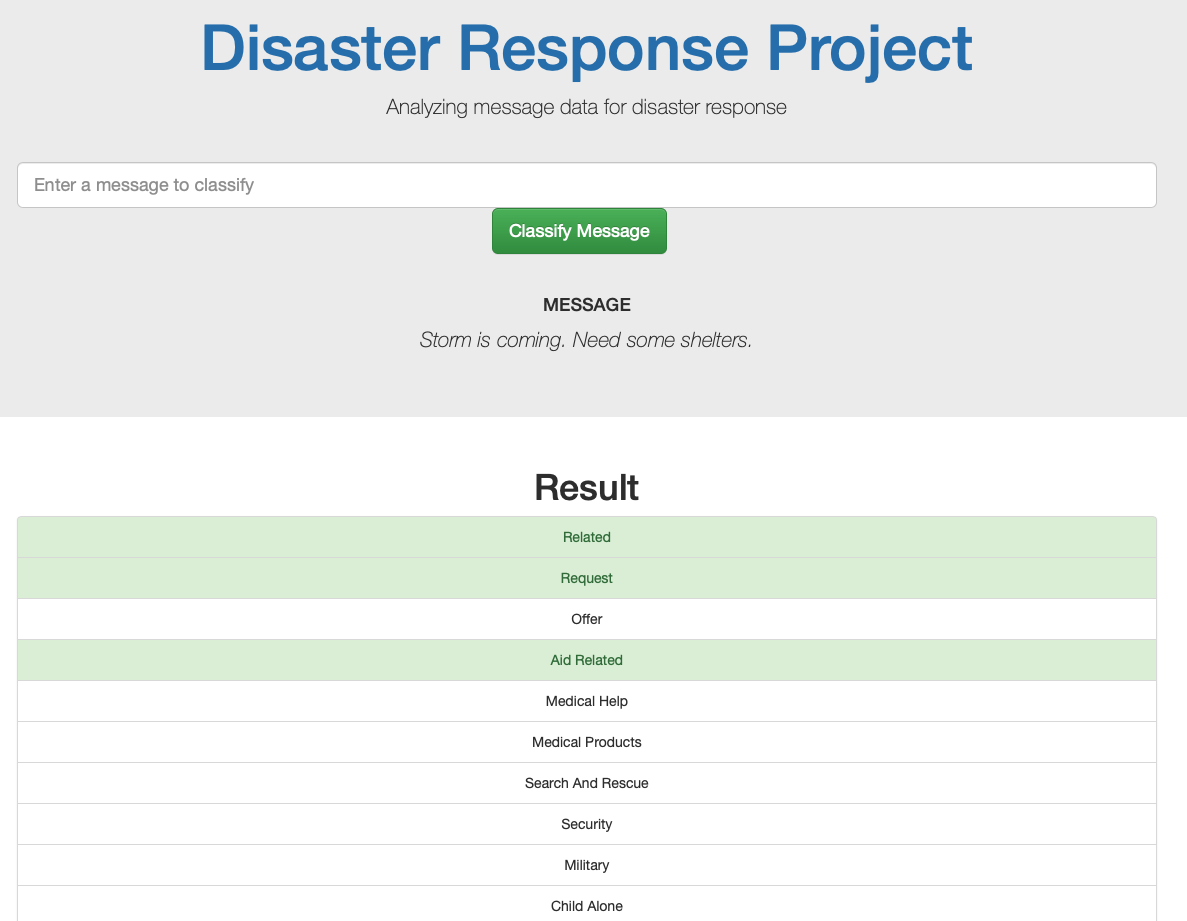 Disaster Response Project
Analyzing message data for disaster response
Enter a message to classify
Classify Message
MESSAGE
Storm is coming. Need some shelters.
Result
Related
Request
Offer
Aid Related
Medical Help
Medical Products
Search And Rescue
Security
Military
Child Alone